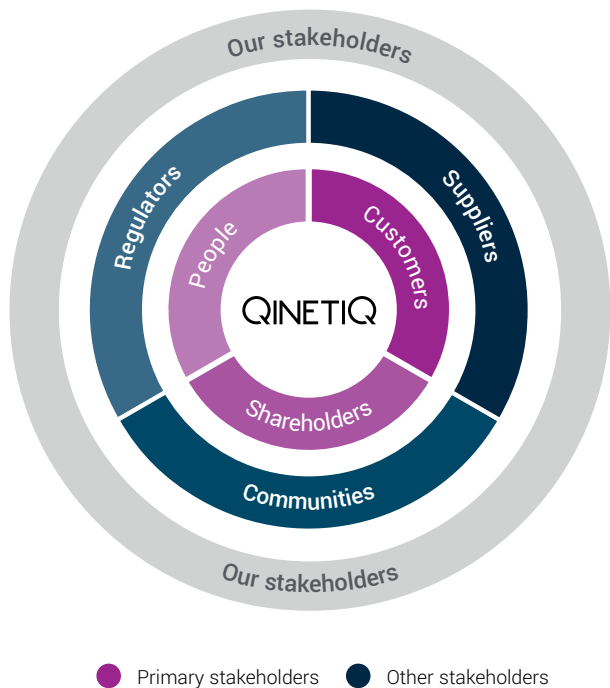 Our stakeholders
Regulators
Suppliers
People
Customers
QINETIQ
Shareholders
Communities
Our stakeholders
Primary stakeholders
Other stakeholders